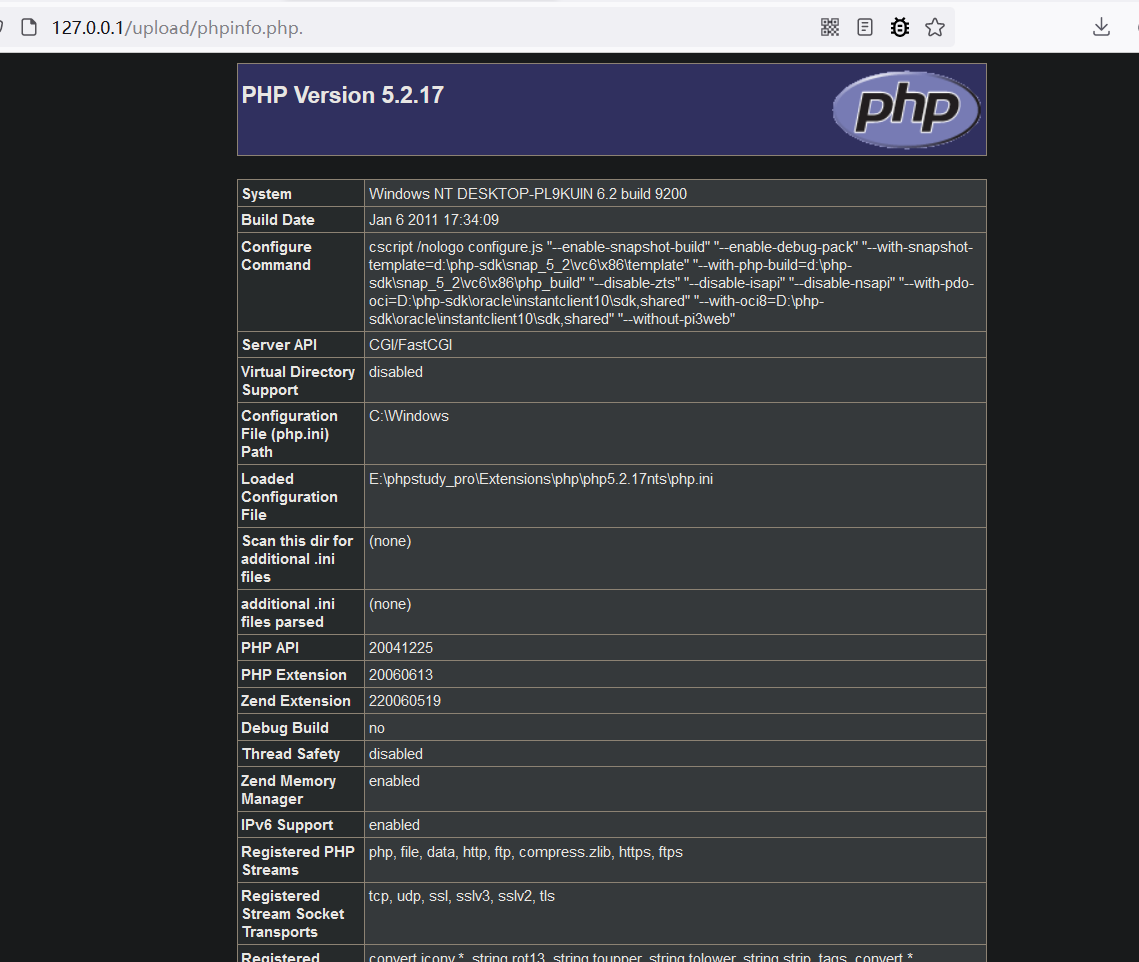 127.0.0.1/upload/phpinfo.php.
PHP Version 5.2.17
php
System
Windows NT DESKTOP-PL9KUIN 6.2 build 9200
Build Date
Jan 6 2011 17:34:09
Configure
Command
cscript /nologo configure.js "--enable-snapshot-build" "--enable-debug-pack" "--with-snapshot-
template=d:\php-sdk\snap_5_2\vc6\x86\template" "--with-php-build=d:\php-
sdk\snap_5_2\vc6\x86\php_build" "--disable-zts" "--disable-isapi" "--disable-nsapi" "--with-pdo-
oci=D:\php-sdk\oracle\instantclient10\sdk,shared" "--with-oci8=D:\php-
sdk\oracle\instantclient10\sdk,shared" "--without-pi3web"
Server API
CGI/FastCGI
Virtual Directory
Support
disabled
Configuration
File (php.ini)
Path
C:\Windows
Loaded
Configuration
File
E:\phpstudy_pro\Extensions\php\php5.2.17nts\php.ini
Scan this dir for
additional .ini
files
(none)
additional .ini
files parsed
(none)
PHP API
20041225
PHP Extension
20060613
Zend Extension
220060519
Debug Build
no
Thread Safety
disabled
Zend Memory
Manager
enabled
IPv6 Support
enabled
Registered PHP
Streams
php, file, data, http, ftp, compress.zlib, https, ftps
Registered
Stream Socket
Transports
tcp, udp, ssl, sslv3, sslv2, tls
Registered
convert.iconv.*, string.rot13, string.toupper, string.tolower, string.strip_tags, convert.*